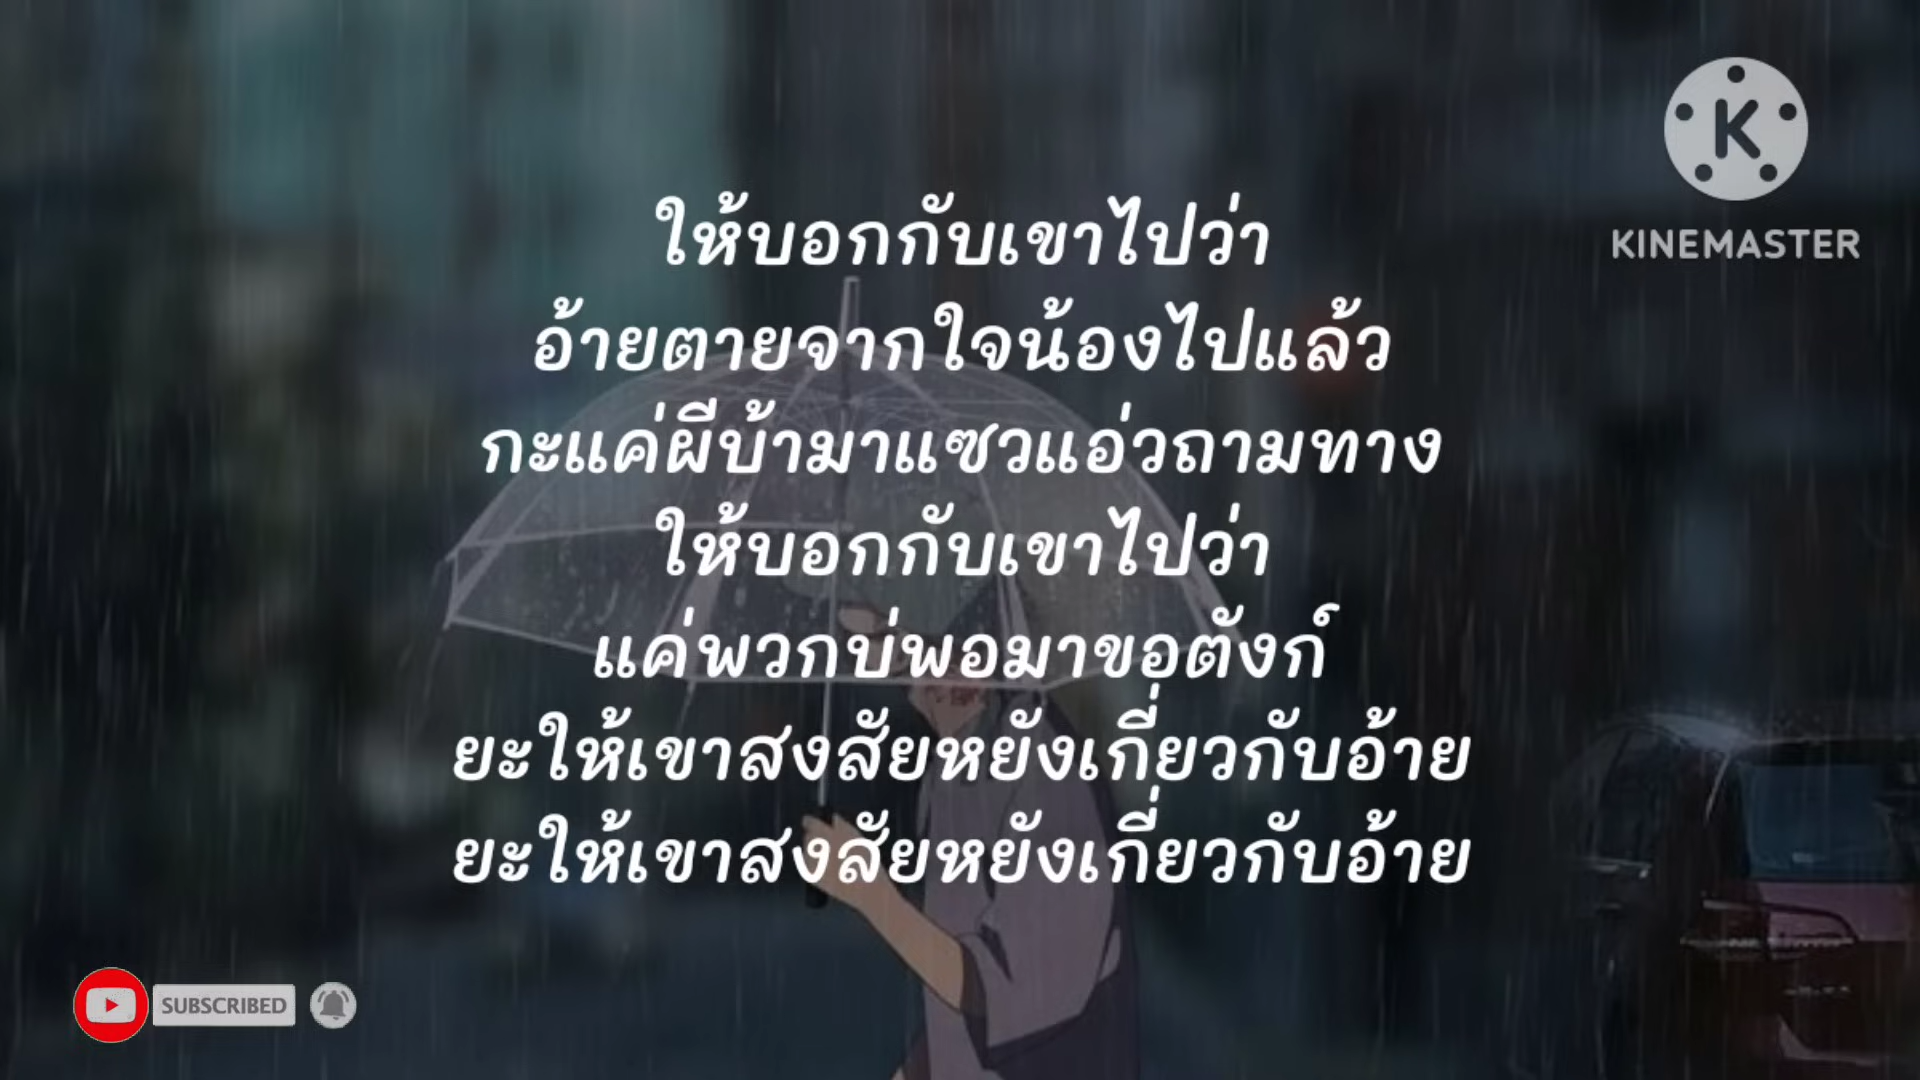 KINEMASTER
ให้บอกกับเขาไปว่า
อ้ายตายจากใจน้องไปแล้ว
กะแค่ผีบ้ามาแซวแอ่วถามทาง
ให้บอกกับเขาไปว่า
แค่พวกบ่พอมาขอตังก์
ยะให้เขาสงสัยหยังเกี่ยวกับอ้าย
ยะให้เขาสงสัยหยังเกี่ยวกับอ้าย
SUBSCRIBED